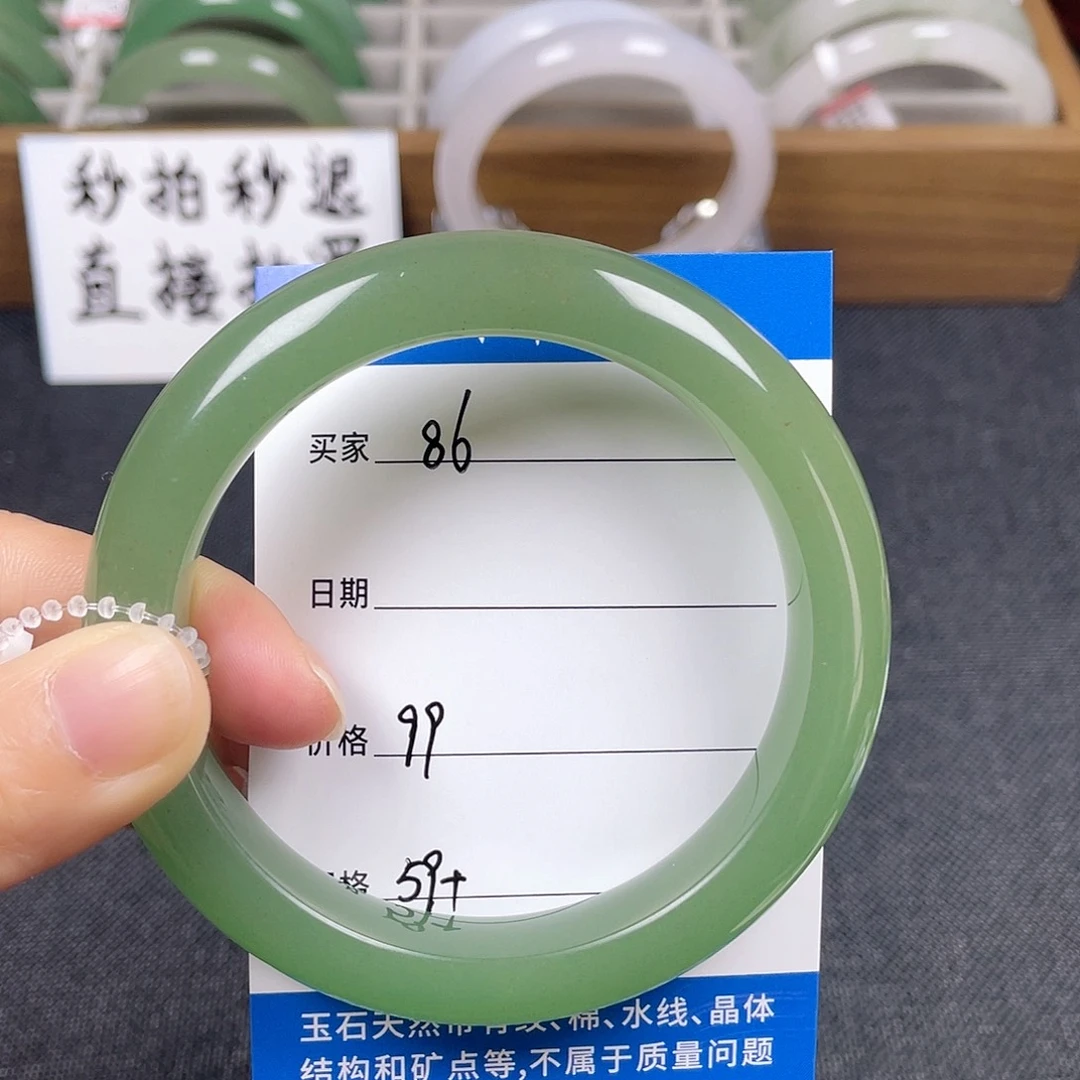 秒拍秒退
直接
买家 86
日期
价格 99
格 59+
玉石天然带有纹、棉、水线、晶体
结构和矿点等,不属于质量问题